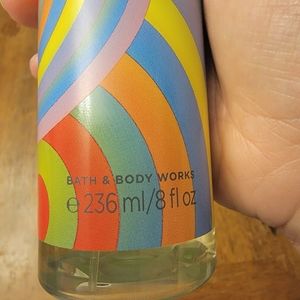 BATH & BODY WORKS
℮ 236 ml/8 fl oz